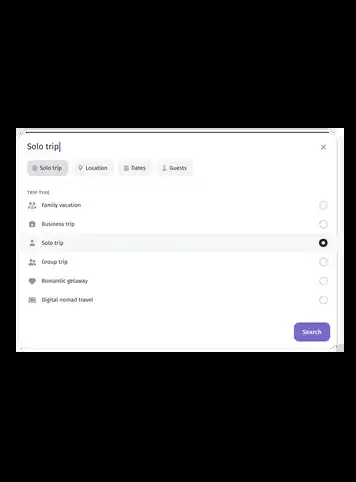 Solo trip
Solo trip Location Dates Guests
TRIP TYPE
Family vacation
Business trip
Solo trip
Group trip
Romantic getaway
Digital nomad travel
Search